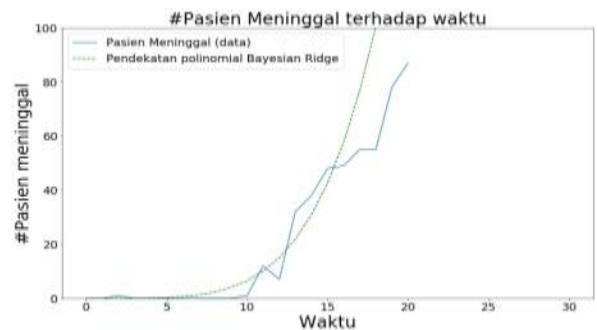 #Pasien Meninggal terhadap waktu
Pasien Meninggal (data)
Pendekatan polinomial Bayesian Ridge
#Pasien meninggal
100
80
60
40
20
0
0 5 10 15 20 25 30
Waktu